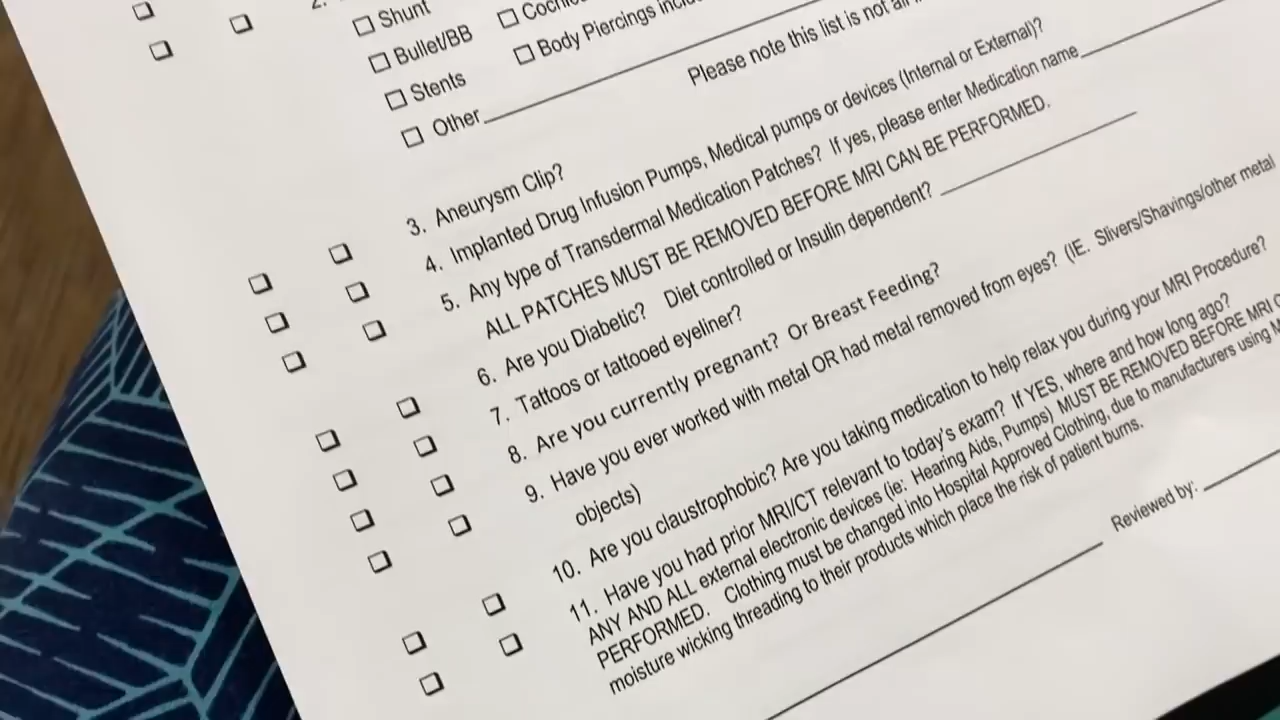 2.
Shunt
Bullet/BB
Body Piercings
Stents
Other
Please note this list is not
3. Aneurysm Clip?
4. Implanted Drug Infusion Pumps, Medical pumps or devices (Internal or External)?
5. Any type of Transdermal Medication Patches? If yes, please enter Medication name
ALL PATCHES MUST BE REMOVED BEFORE MRI CAN BE PERFORMED.
6. Are you Diabetic? Diet controlled or Insulin dependent?
7. Tattoos or tattooed eyeliner?
8. Are you currently pregnant? Or Breast Feeding?
9. Have you ever worked with metal OR had metal removed from eyes? (IE. Slivers/Shavings/other metal
objects)
10. Are you claustrophobic? Are you taking medication to help relax you during your MRI Procedure?
11. Have you had prior MRI/CT relevant to today's exam? If YES, where and how long ago?
ANY AND ALL external electronic devices (ie: Hearing Aids, Pumps) MUST BE REMOVED BEFORE MRI
PERFORMED. Clothing must be changed into Hospital Approved Clothing, due to manufacturers using
moisture wicking threading to their products which place the risk of patient burns.
Reviewed by: